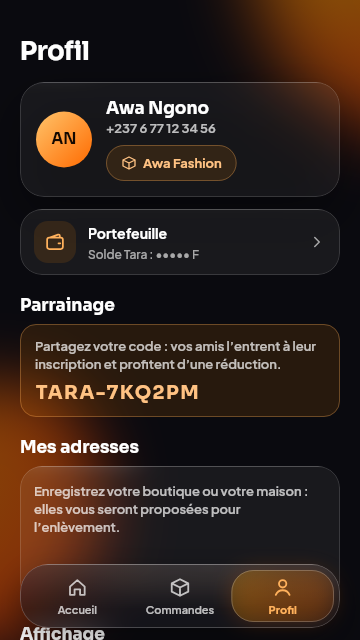 Profil
AN
Awa Ngono
+237 6 77 12 34 56
Awa Fashion
Portefeuille
Solde Tara : ●●●●● F
Parrainage
Partagez votre code : vos amis l’entrent à leur
inscription et profitent d’une réduction.
TARA-7KQ2PM
Mes adresses
Enregistrez votre boutique ou votre maison :
elles vous seront proposées pour
l’enlèvement.
Accueil
Commandes
Profil
Affichage